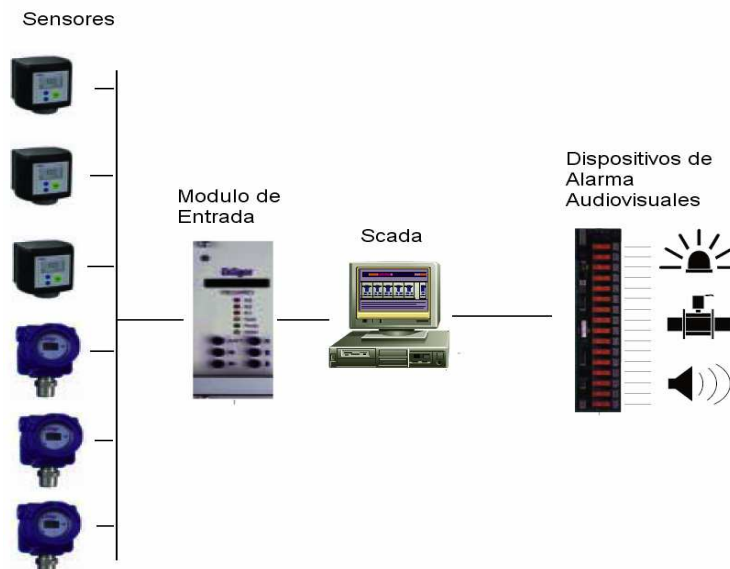 Sensores
Modulo de
Entrada
Dräger
Scada
Dispositivos de
Alarma
Audiovisuales